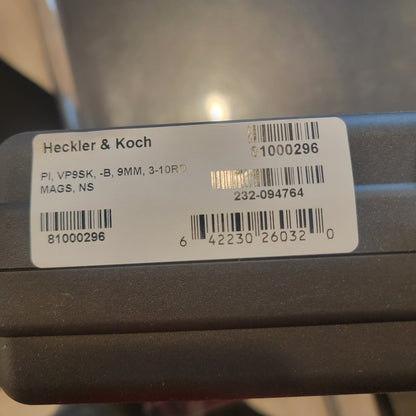 Heckler & Koch
81000296
PI, VP9SK, -B, 9MM, 3-10RD
MAGS, NS
232-094764
81000296
6 42230 26032 0